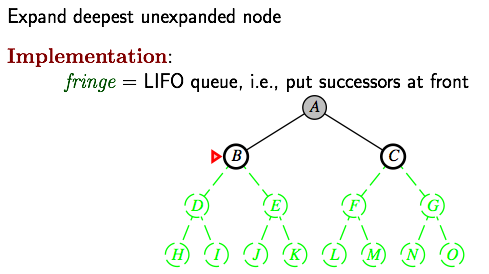 Expand deepest unexpanded node
Implementation:
fringe = LIFO queue, i.e., put successors at front
A
B C
D E F G
H I J K L M N O